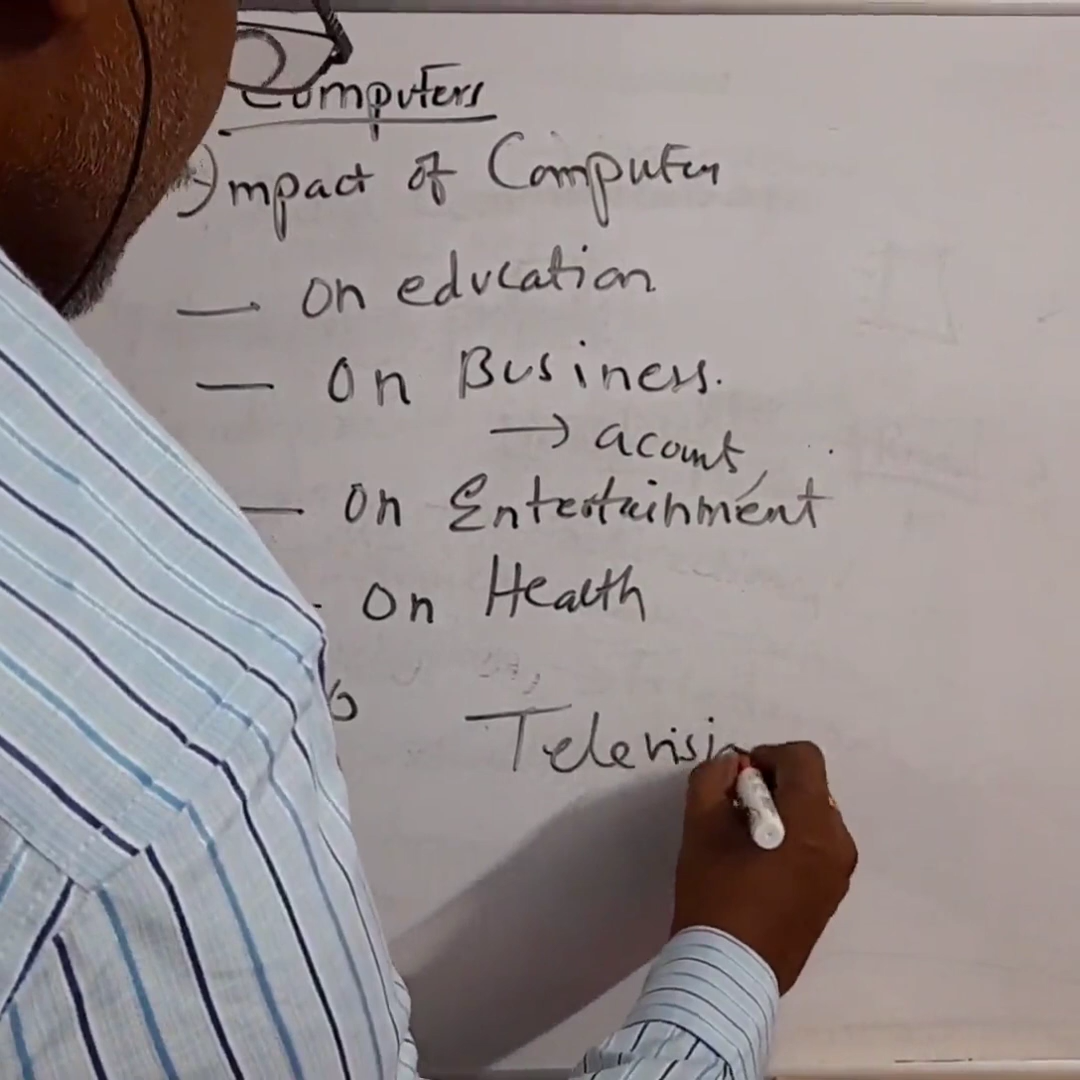 Computers
Impact of Computer
— On education
— On Business.
→ acount,
— On Entertainment
- On Health
Televisi